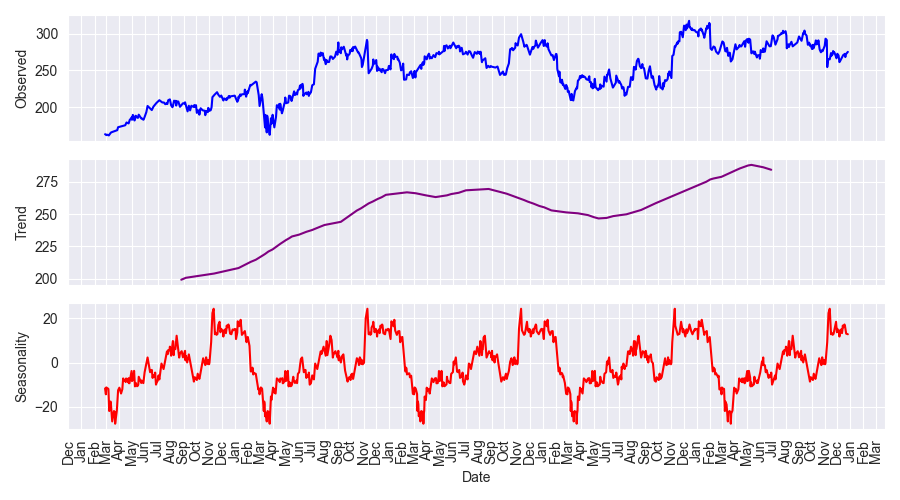 Observed
300
250
200
Trend
275
250
225
200
Seasonality
20
0
−20
Dec Jan Feb Mar Apr May Jun Jul Aug Sep Oct Nov Dec Jan Feb Mar Apr May Jun Jul Aug Sep Oct Nov Dec Jan Feb Mar Apr May Jun Jul Aug Sep Oct Nov Dec Jan Feb Mar Apr May Jun Jul Aug Sep Oct Nov Dec Jan Feb Mar Apr May Jun Jul Aug Sep Oct Nov Dec Jan Feb Mar
Date